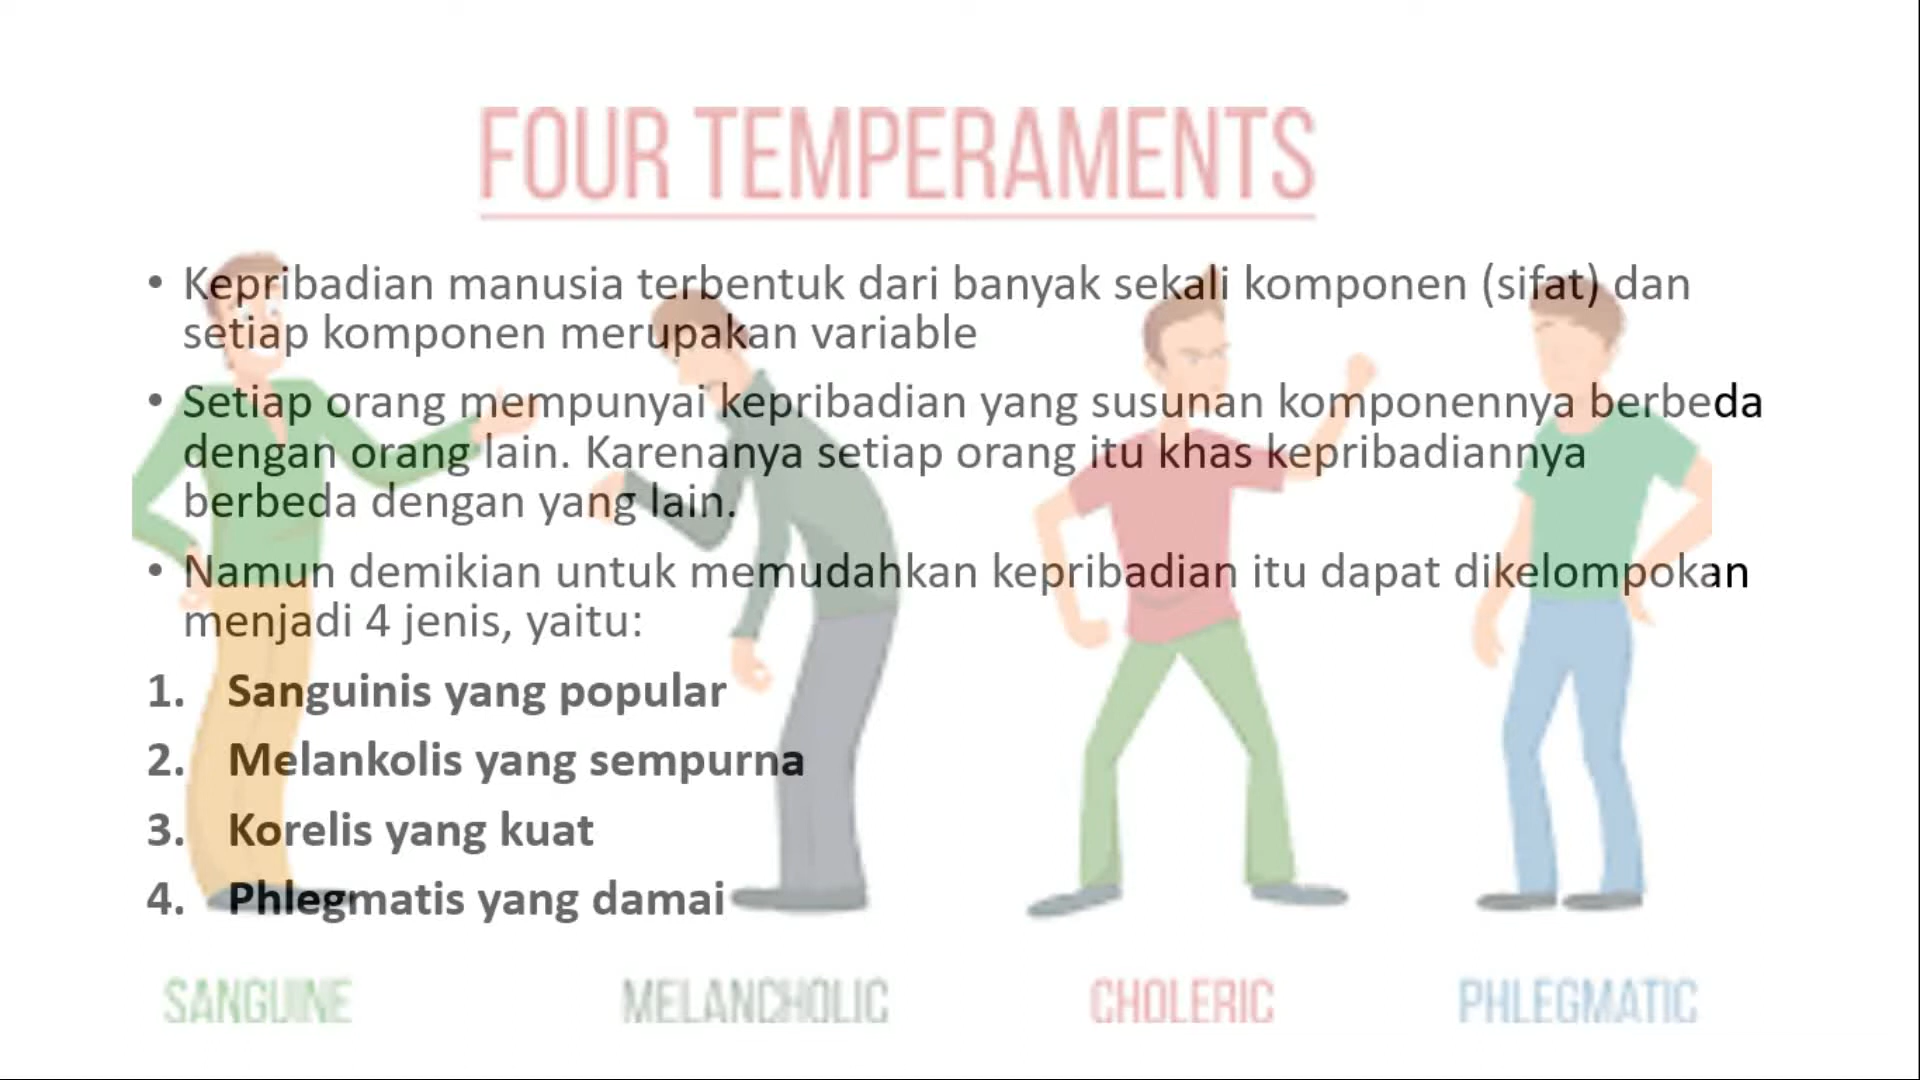 FOUR TEMPERAMENTS
• Kepribadian manusia terbentuk dari banyak sekali komponen (sifat) dan
setiap komponen merupakan variable
• Setiap orang mempunyai kepribadian yang susunan komponennya berbeda
dengan orang lain. Karenanya setiap orang itu khas kepribadiannya
berbeda dengan yang lain.
• Namun demikian untuk memudahkan kepribadian itu dapat dikelompokan
menjadi 4 jenis, yaitu:
1. Sanguinis yang popular
2. Melankolis yang sempurna
3. Korelis yang kuat
4. Phlegmatis yang damai
SANGUINE MELANCHOLIC CHOLERIC PHLEGMATIC